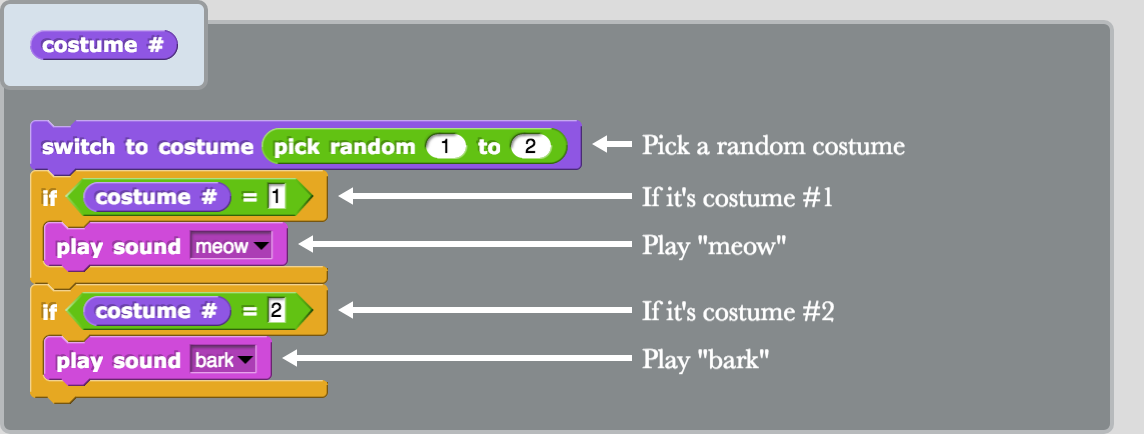 costume #
switch to costume pick random 1 to 2 Pick a random costume
if costume # = 1 If it's costume #1
play sound meow Play "meow"
if costume # = 2 If it's costume #2
play sound bark Play "bark"